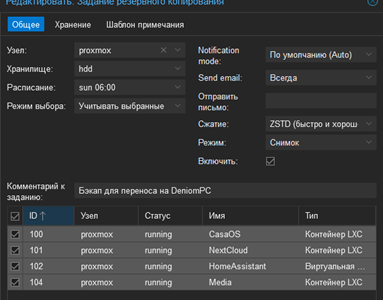 Редактировать: Задание резервного копирования
Общее
Хранение
Шаблон примечания
Узел: proxmox
Хранилище: hdd
Расписание: sun 06:00
Режим выбора: Учитывать выбранные
Notification mode: По умолчанию (Auto)
Send email: Всегда
Отправить письмо:
Сжатие: ZSTD (быстро и хорош
Режим: Снимок
Включить:
Комментарий к заданию: Бэкап для переноса на DeniomPC
ID ↑ Узел Статус Имя Тип
100 proxmox running CasaOS Контейнер LXC
101 proxmox running NextCloud Контейнер LXC
102 proxmox running HomeAssistant Виртуальная ...
104 proxmox running Media Контейнер LXC